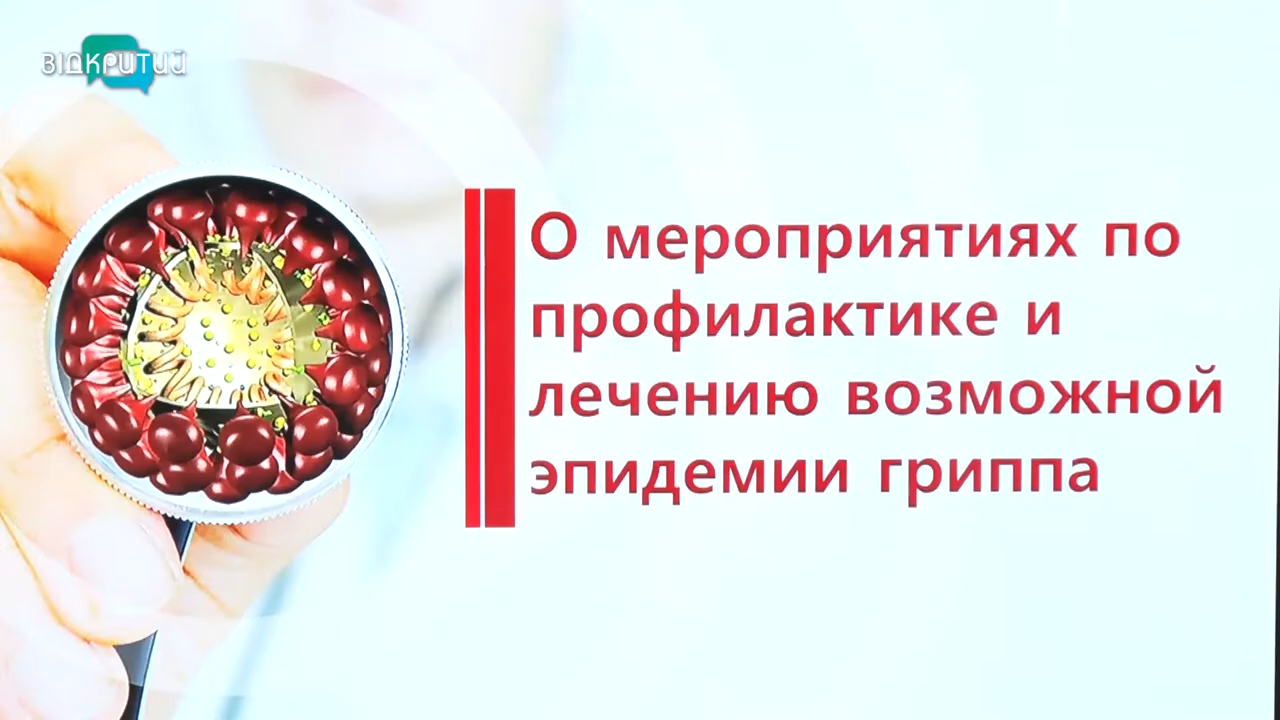 ВІДКРИТИЙ
О мероприятиях по
профилактике и
лечению возможной
эпидемии гриппа